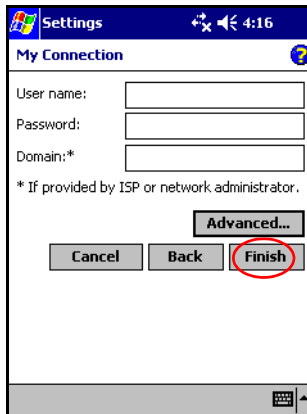 Settings 4:16
My Connection ?
User name:
Password:
Domain:*
* If provided by ISP or network administrator.
Advanced...
Cancel Back Finish